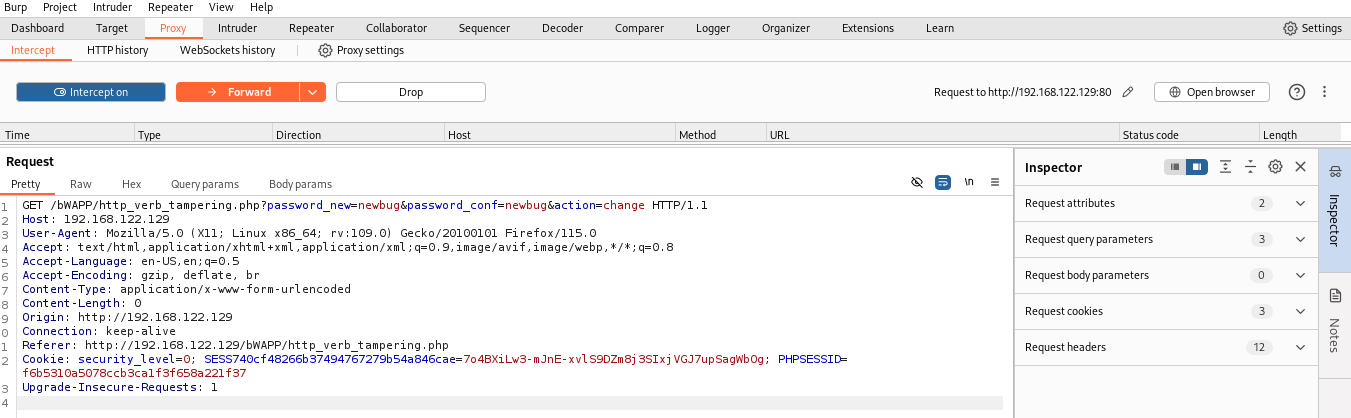 Burp Project Intruder Repeater View Help
Dashboard Target Proxy Intruder Repeater Collaborator Sequencer Decoder Comparer Logger Organizer Extensions Learn Settings
Intercept HTTP history WebSockets history Proxy settings
Intercept on Forward Drop Request to http://192.168.122.129:80 Open browser
Time Type Direction Host Method URL Status code Length
Request
Pretty Raw Hex Query params Body params \n
1 GET /bWAPP/http_verb_tampering.php?password_new=newbug&password_conf=newbug&action=change HTTP/1.1
2 Host: 192.168.122.129
3 User-Agent: Mozilla/5.0 (X11; Linux x86_64; rv:109.0) Gecko/20100101 Firefox/115.0
4 Accept: text/html,application/xhtml+xml,application/xml;q=0.9,image/avif,image/webp,*/*;q=0.8
5 Accept-Language: en-US,en;q=0.5
6 Accept-Encoding: gzip, deflate, br
7 Content-Type: application/x-www-form-urlencoded
8 Content-Length: 0
9 Origin: http://192.168.122.129
0 Connection: keep-alive
1 Referer: http://192.168.122.129/bWAPP/http_verb_tampering.php
2 Cookie: security_level=0; SESS740cf48266b37494767279b54a846cae=7o4BXiLw3-mJnE-xvlS9DZm8j3SIxjVGJ7upSagWbOg; PHPSESSID=
f6b5310a5078ccb3ca1f3f658a221f37
3 Upgrade-Insecure-Requests: 1
4
Inspector
Request attributes 2
Request query parameters 3
Request body parameters 0
Request cookies 3
Request headers 12
Inspector
Notes